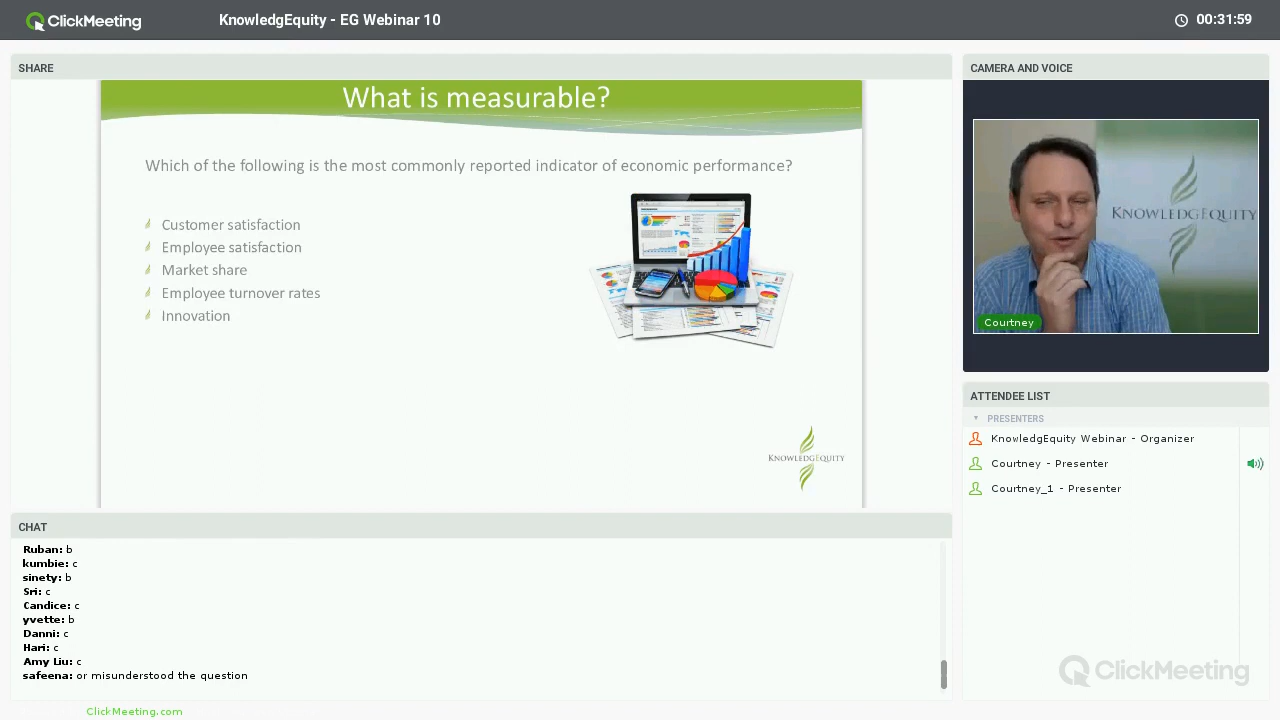 ClickMeeting
KnowledgEquity - EG Webinar 10
00:31:59
SHARE
What is measurable?
Which of the following is the most commonly reported indicator of economic performance?
Customer satisfaction
Employee satisfaction
Market share
Employee turnover rates
Innovation
KNOWLEDGEQUITY
CAMERA AND VOICE
KNOWLEDGEQUITY
Courtney
ATTENDEE LIST
PRESENTERS
KnowledgEquity Webinar - Organizer
Courtney - Presenter
Courtney_1 - Presenter
CHAT
Ruban: b
kumbie: c
sinety: b
Sri: c
Candice: c
yvette: b
Danni: c
Hari: c
Amy Liu: c
safeena: or misunderstood the question
ClickMeeting
ClickMeeting.com